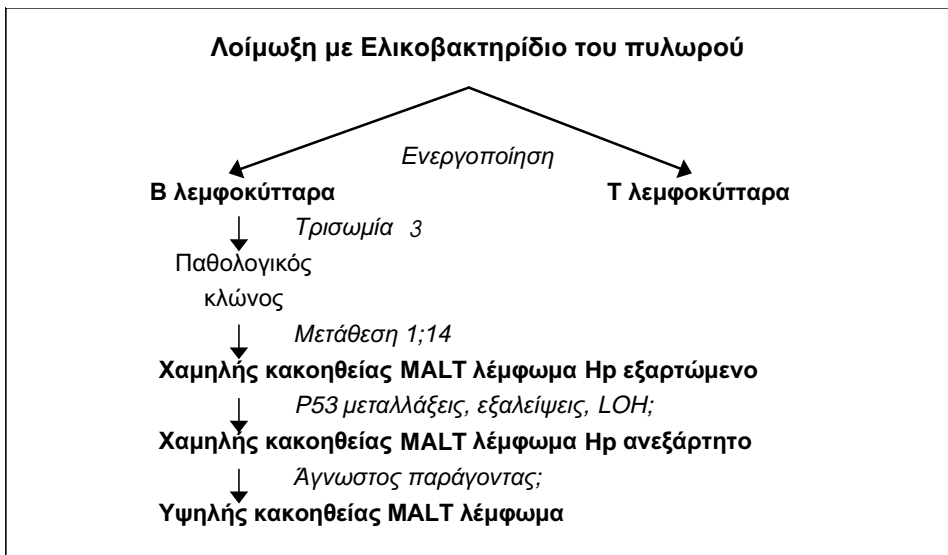 Λοίμωξη με Ελικοβακτηρίδιο του πυλωρού
Ενεργοποίηση
Β λεμφοκύτταρα Τ λεμφοκύτταρα
Τρισωμία 3
Παθολογικός
κλώνος
Μετάθεση 1;14
Χαμηλής κακοηθείας MALT λέμφωμα Hp εξαρτώμενο
P53 μεταλλάξεις, εξαλείψεις, LOH;
Χαμηλής κακοηθείας MALT λέμφωμα Hp ανεξάρτητο
Άγνωστος παράγοντας;
Υψηλής κακοηθείας MALT λέμφωμα